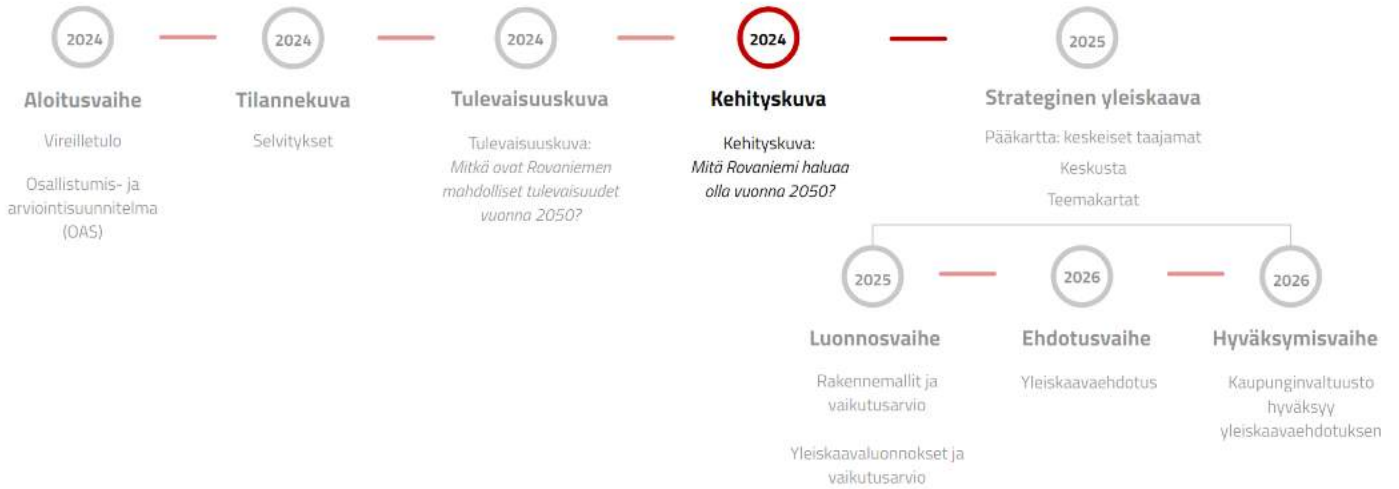 2024
Aloitusvaihe
Vireilletulo
Osallistumis- ja
arviointisuunnitelma
(OAS)
2024
Tilannekuva
Selvitykset
2024
Tulevaisuuskuva
Tulevaisuuskuva:
Mitkä ovat Rovaniemen
mahdolliset tulevaisuudet
vuonna 2050?
2024
Kehityskuva
Kehityskuva:
Mitä Rovaniemi haluaa
olla vuonna 2050?
2025
Strateginen yleiskaava
Pääkartta: keskeiset taajamat
Keskusta
Teemakartat
2025
Luonnosvaihe
Rakennemallit ja
vaikutusarvio
Yleiskaavaluonnokset ja
vaikutusarvio
2026
Ehdotusvaihe
Yleiskaavaehdotus
2026
Hyväksymisvaihe
Kaupunginvaltuusto
hyväksyy
yleiskaavaehdotuksen